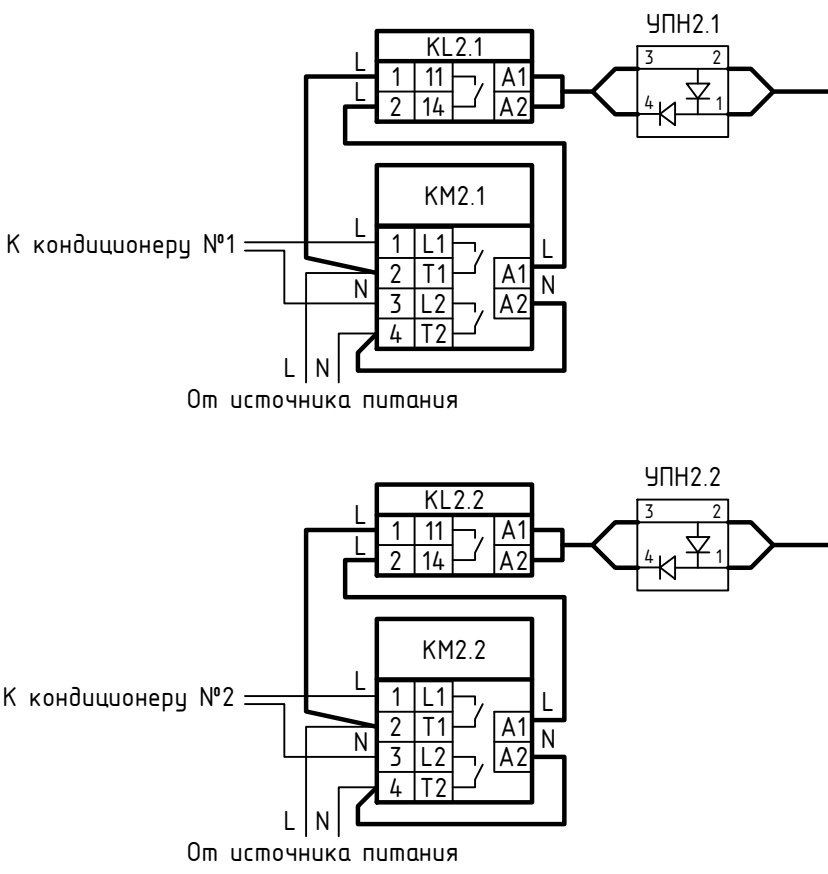 УПН2.1
KL2.1
3 2
L
1 11 A1
L
2 14 A2
4 1
KM2.1
L
К кондиционеру №1
1 L1
L
2 T1 A1
N
N
3 L2 A2
4 T2
L N
От источника питания
УПН2.2
KL2.2
3 2
L
1 11 A1
L
2 14 A2
4 1
KM2.2
L
К кондиционеру №2
1 L1
L
2 T1 A1
N
N
3 L2 A2
4 T2
L N
От источника питания